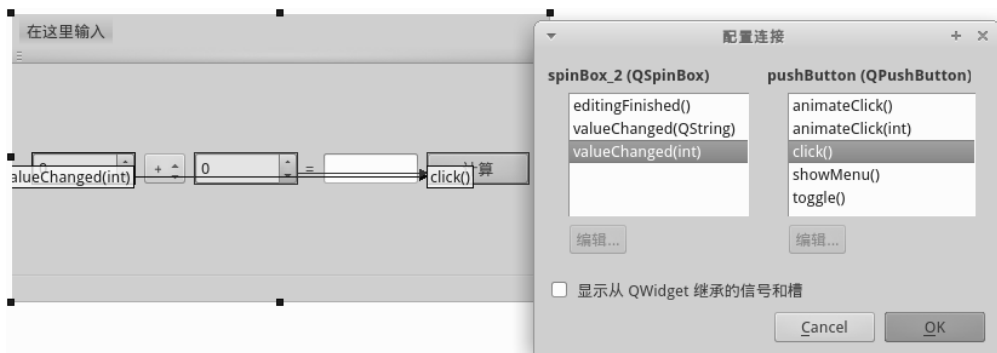 在这里输入
alueChanged(int)
+
0
=
click()
计算
配置连接
spinBox_2 (QSpinBox)
pushButton (QPushButton)
editingFinished()
valueChanged(QString)
valueChanged(int)
animateClick()
animateClick(int)
click()
showMenu()
toggle()
编辑...
编辑...
显示从 QWidget 继承的信号和槽
Cancel
OK